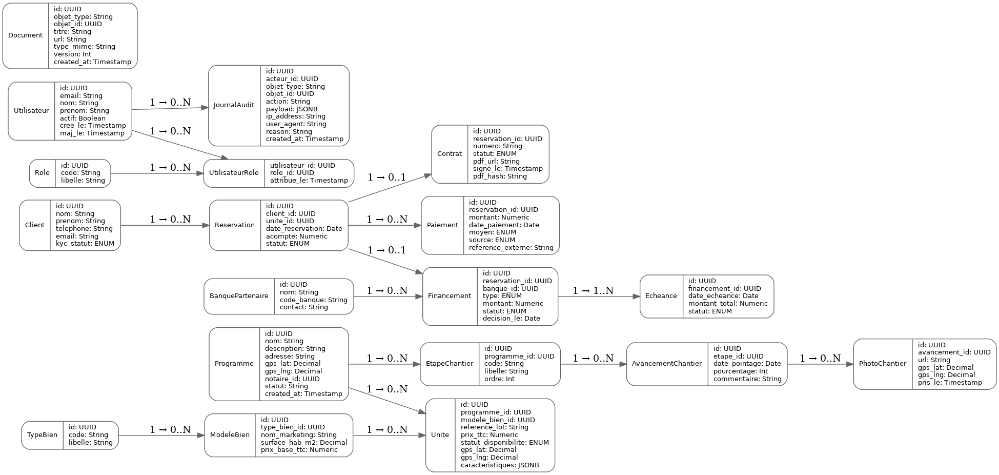 Document
id: UUID
objet_type: String
objet_id: UUID
titre: String
url: String
type_mime: String
version: Int
created_at: Timestamp
Utilisateur
id: UUID
email: String
nom: String
prenom: String
actif: Boolean
cree_le: Timestamp
maj_le: Timestamp
1 → 0..N
1 → 0..N
JournalAudit
id: UUID
acteur_id: UUID
objet_type: String
objet_id: UUID
action: String
payload: JSONB
ip_address: String
user_agent: String
reason: String
created_at: Timestamp
Role
id: UUID
code: String
libelle: String
1 → 0..N
UtilisateurRole
utilisateur_id: UUID
role_id: UUID
attribue_le: Timestamp
Client
id: UUID
nom: String
prenom: String
telephone: String
email: String
kyc_statut: ENUM
1 → 0..N
Reservation
id: UUID
client_id: UUID
unite_id: UUID
date_reservation: Date
acompte: Numeric
statut: ENUM
1 → 0..1
Contrat
id: UUID
reservation_id: UUID
numero: String
statut: ENUM
pdf_url: String
signe_le: Timestamp
pdf_hash: String
1 → 0..N
Paiement
id: UUID
reservation_id: UUID
montant: Numeric
date_paiement: Date
moyen: ENUM
source: ENUM
reference_externe: String
1 → 0..1
BanquePartenaire
id: UUID
nom: String
code_banque: String
contact: String
1 → 0..N
Financement
id: UUID
reservation_id: UUID
banque_id: UUID
type: ENUM
montant: Numeric
statut: ENUM
decision_le: Date
1 → 1..N
Echeance
id: UUID
financement_id: UUID
date_echeance: Date
montant_total: Numeric
statut: ENUM
Programme
id: UUID
nom: String
description: String
adresse: String
gps_lat: Decimal
gps_lng: Decimal
notaire_id: UUID
statut: String
created_at: Timestamp
1 → 0..N
EtapeChantier
id: UUID
programme_id: UUID
code: String
libelle: String
ordre: Int
1 → 0..N
AvancementChantier
id: UUID
etape_id: UUID
date_pointage: Date
pourcentage: Int
commentaire: String
1 → 0..N
PhotoChantier
id: UUID
avancement_id: UUID
url: String
gps_lat: Decimal
gps_lng: Decimal
pris_le: Timestamp
1 → 0..N
TypeBien
id: UUID
code: String
libelle: String
1 → 0..N
ModeleBien
id: UUID
type_bien_id: UUID
nom_marketing: String
surface_hab_m2: Decimal
prix_base_ttc: Numeric
1 → 0..N
Unite
id: UUID
programme_id: UUID
modele_bien_id: UUID
reference_lot: String
prix_ttc: Numeric
statut_disponibilite: ENUM
gps_lat: Decimal
gps_lng: Decimal
caracteristiques: JSONB